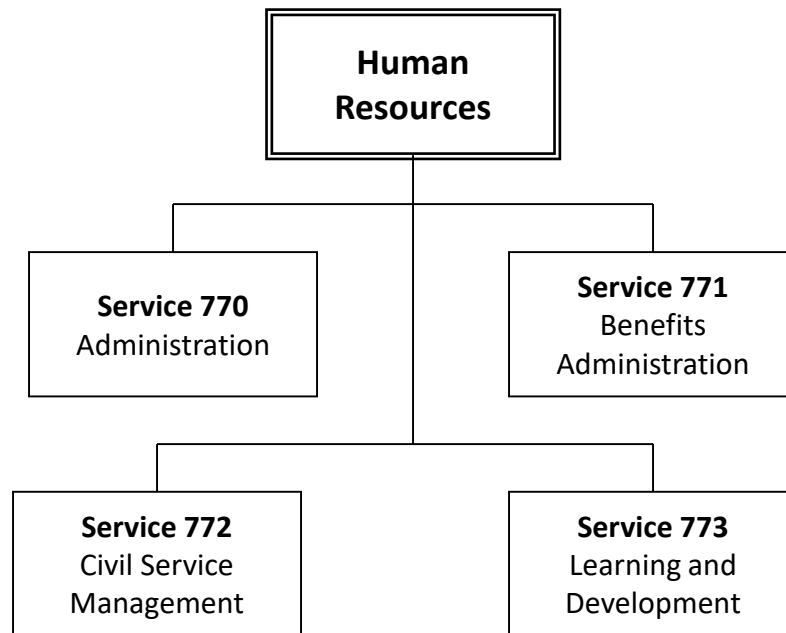 Human
Resources
Service 770
Administration
Service 771
Benefits
Administration
Service 772
Civil Service
Management
Service 773
Learning and
Development